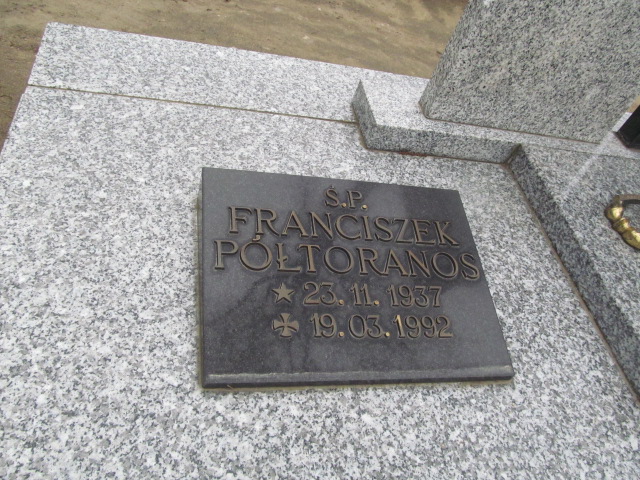 Ś.P.
FRANCISZEK
PÓŁTORANOS
23.11.1937
19.03.1992